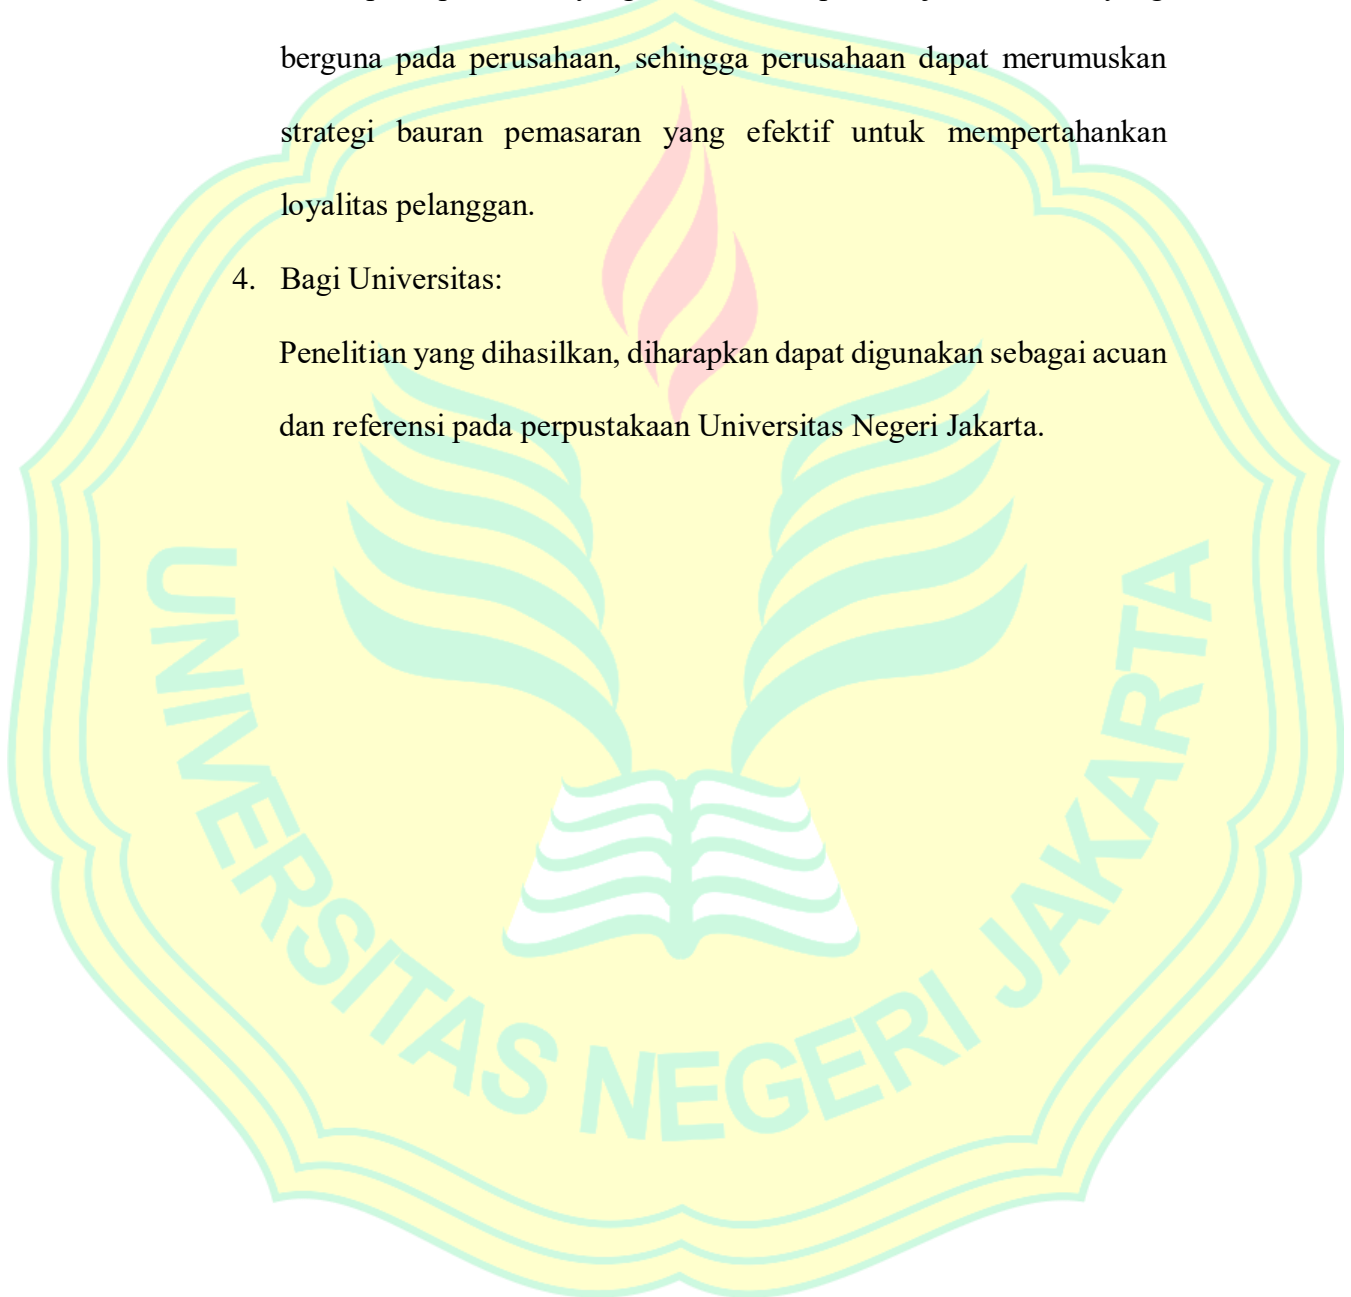 berguna pada perusahaan, sehingga perusahaan dapat merumuskan
strategi bauran pemasaran yang efektif untuk mempertahankan
loyalitas pelanggan.
4. Bagi Universitas:
Penelitian yang dihasilkan, diharapkan dapat digunakan sebagai acuan
dan referensi pada perpustakaan Universitas Negeri Jakarta.
UNIVERSITAS NEGERI JAKARTA